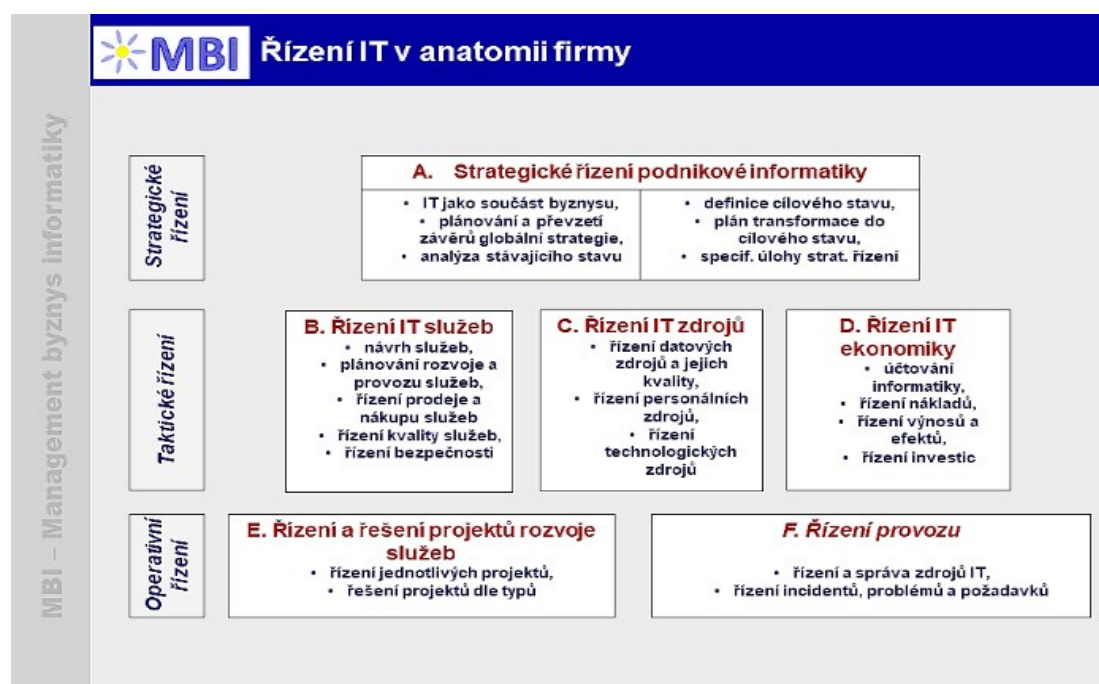 MBI Řízení IT v anatomii firmy
MBI – Management byznys informatiky
Strategické
řízení
A. Strategické řízení podnikové informatiky
• IT jako součást byznysu,
• plánování a převzetí
závěrů globální strategie,
• analýza stávajícího stavu
• definice cílového stavu,
• plán transformace do
cílového stavu,
• specif. úlohy strat. řízení
Taktické řízení
B. Řízení IT služeb
• návrh služeb,
• plánování rozvoje a
provozu služeb,
• řízení prodeje a
nákupu služeb
• řízení kvality služeb,
• řízení bezpečnosti
C. Řízení IT zdrojů
• řízení datových
zdrojů a jejich
kvality,
• řízení personálních
zdrojů,
• řízení
technologických
zdrojů
D. Řízení IT
ekonomiky
• účtování
informatiky,
• řízení nákladů,
• řízení výnosů a
efektů,
• řízení investic
Operativní
řízení
E. Řízení a řešení projektů rozvoje
služeb
• řízení jednotlivých projektů,
• řešení projektů dle typů
F. Řízení provozu
• řízení a správa zdrojů IT,
• řízení incidentů, problémů a požadavků